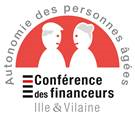 Autonomie des personnes âgées
Conférence
des financeurs
Ille & Vilaine